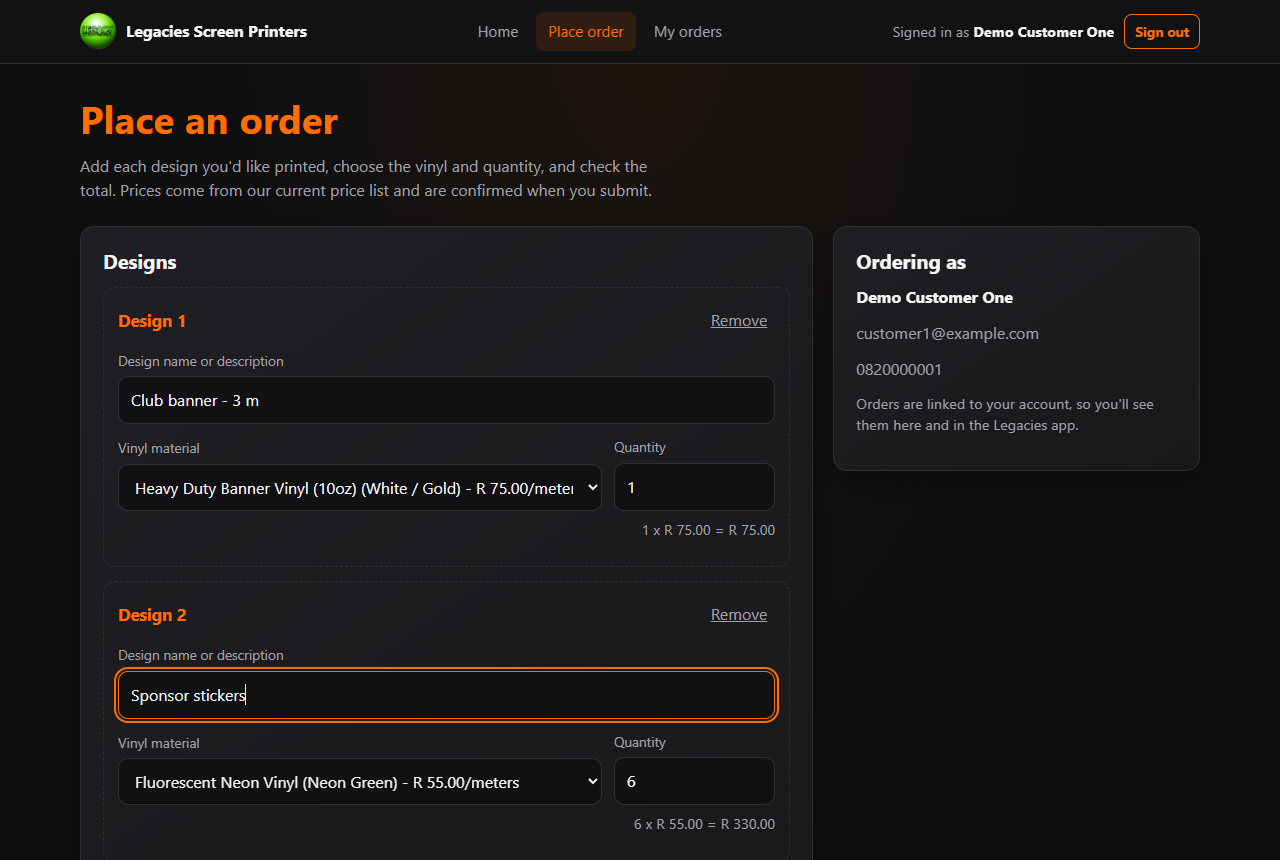 Legacies Screen Printers
Home
Place order
My orders
Signed in as Demo Customer One
Sign out
Place an order
Add each design you'd like printed, choose the vinyl and quantity, and check the
total. Prices come from our current price list and are confirmed when you submit.
Designs
Design 1
Remove
Design name or description
Club banner - 3 m
Vinyl material
Quantity
Heavy Duty Banner Vinyl (10oz) (White / Gold) - R 75.00/meter
1
1 x R 75.00 = R 75.00
Design 2
Remove
Design name or description
Sponsor stickers
Vinyl material
Quantity
Fluorescent Neon Vinyl (Neon Green) - R 55.00/meters
6
6 x R 55.00 = R 330.00
Ordering as
Demo Customer One
customer1@example.com
0820000001
Orders are linked to your account, so you'll see
them here and in the Legacies app.